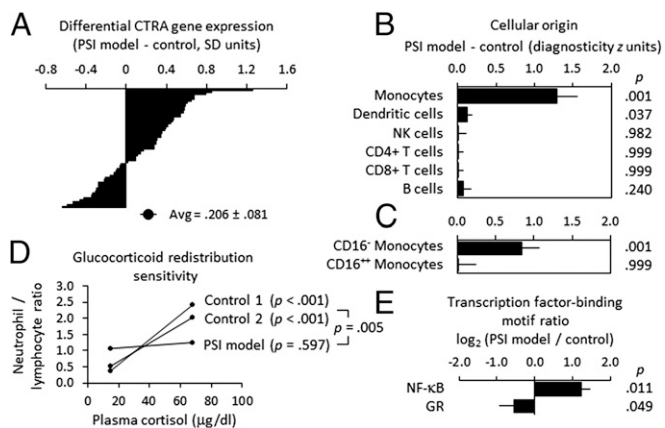 A
Differential CTRA gene expression
(PSI model - control, SD units)
-0.8 -0.4 0 0.4 0.8 1.2 1.6
Avg = .206 ± .081
B
Cellular origin
PSI model - control (diagnosticity z units)
0.0 0.5 1.0 1.5 2.0
p
Monocytes .001
Dendritic cells .037
NK cells .982
CD4+ T cells .999
CD8+ T cells .999
B cells .240
C
0.0 0.5 1.0 1.5 2.0
CD16- Monocytes .001
CD16++ Monocytes .999
D
Glucocorticoid redistribution
sensitivity
Neutrophil /
lymphocyte ratio
3.0
2.5
2.0
1.5
1.0
0.5
0.0
Control 1 (p < .001)
Control 2 (p < .001)
p = .005
PSI model (p = .597)
0 20 40 60 80 100
Plasma cortisol (µg/dl)
E
Transcription factor-binding
motif ratio
log2 (PSI model / control)
-2.0 -1.0 0.0 1.0 2.0
p
NF-κB .011
GR .049